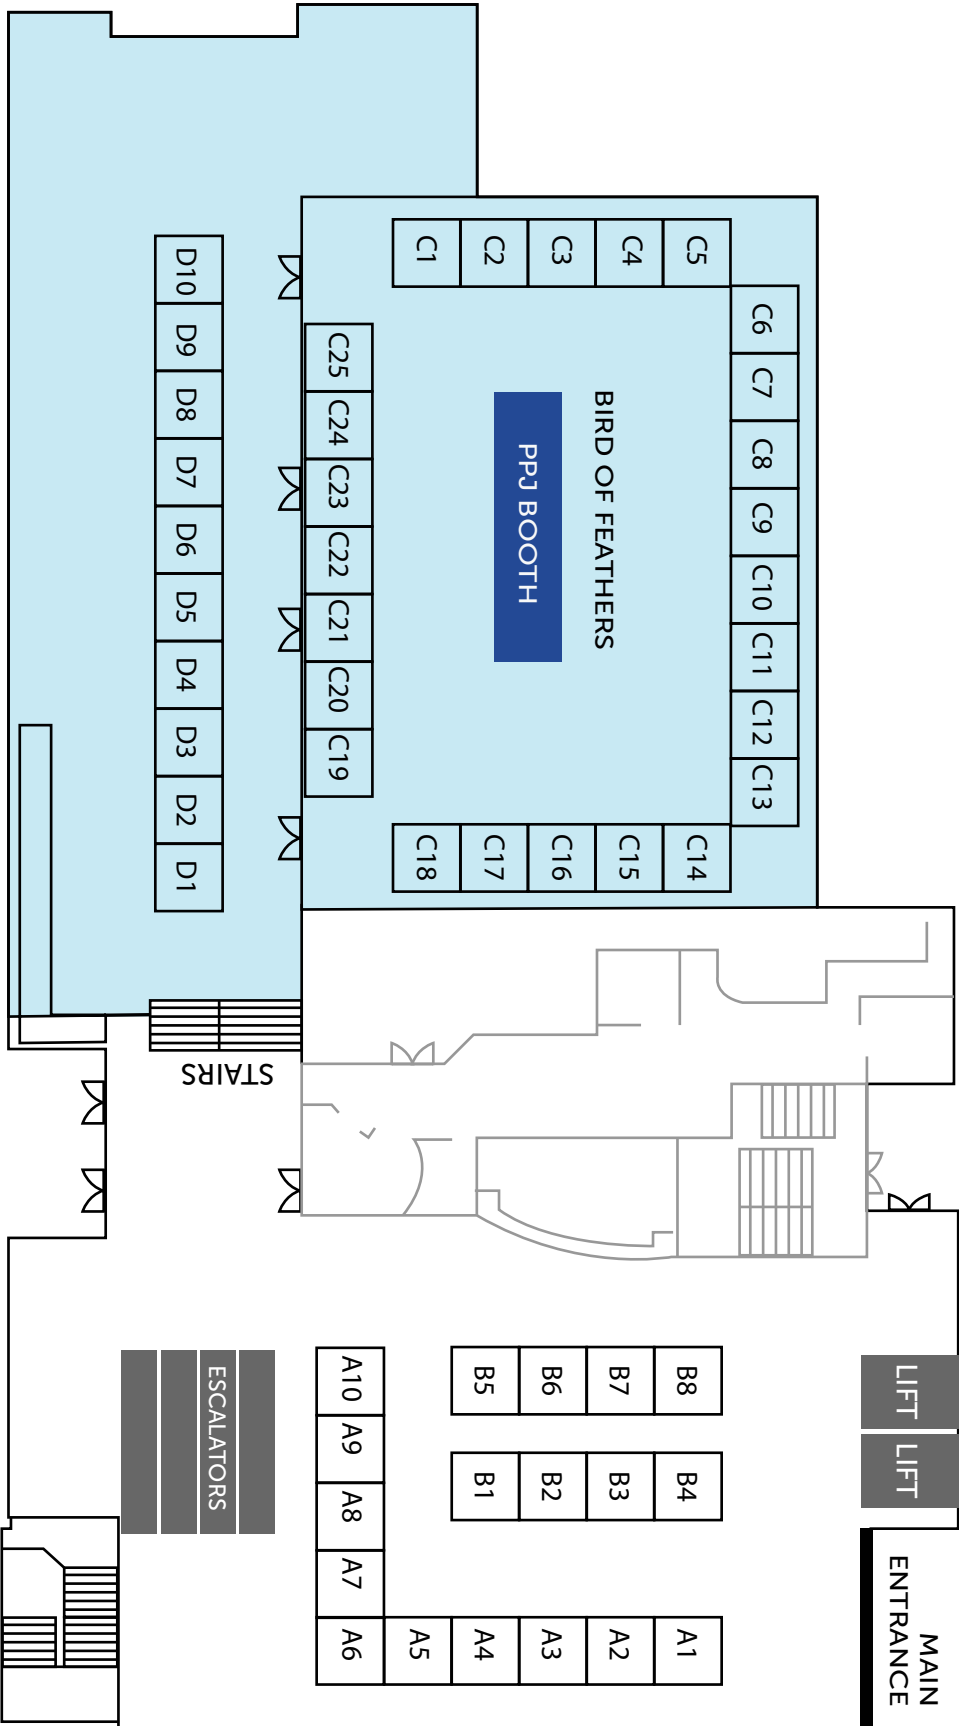 C1
C2
C3
C4
C5
C6
C7
C8
C9
C10
C11
C12
C13
C14
C15
C16
C17
C18
C19
C20
C21
C22
C23
C24
C25
BIRD OF FEATHERS
PPJ BOOTH
D10
D9
D8
D7
D6
D5
D4
D3
D2
D1
STAIRS
ESCALATORS
A10
A9
A8
A7
A6
A5
A4
A3
A2
A1
B5
B6
B7
B8
B1
B2
B3
B4
LIFT
LIFT
MAIN
ENTRANCE